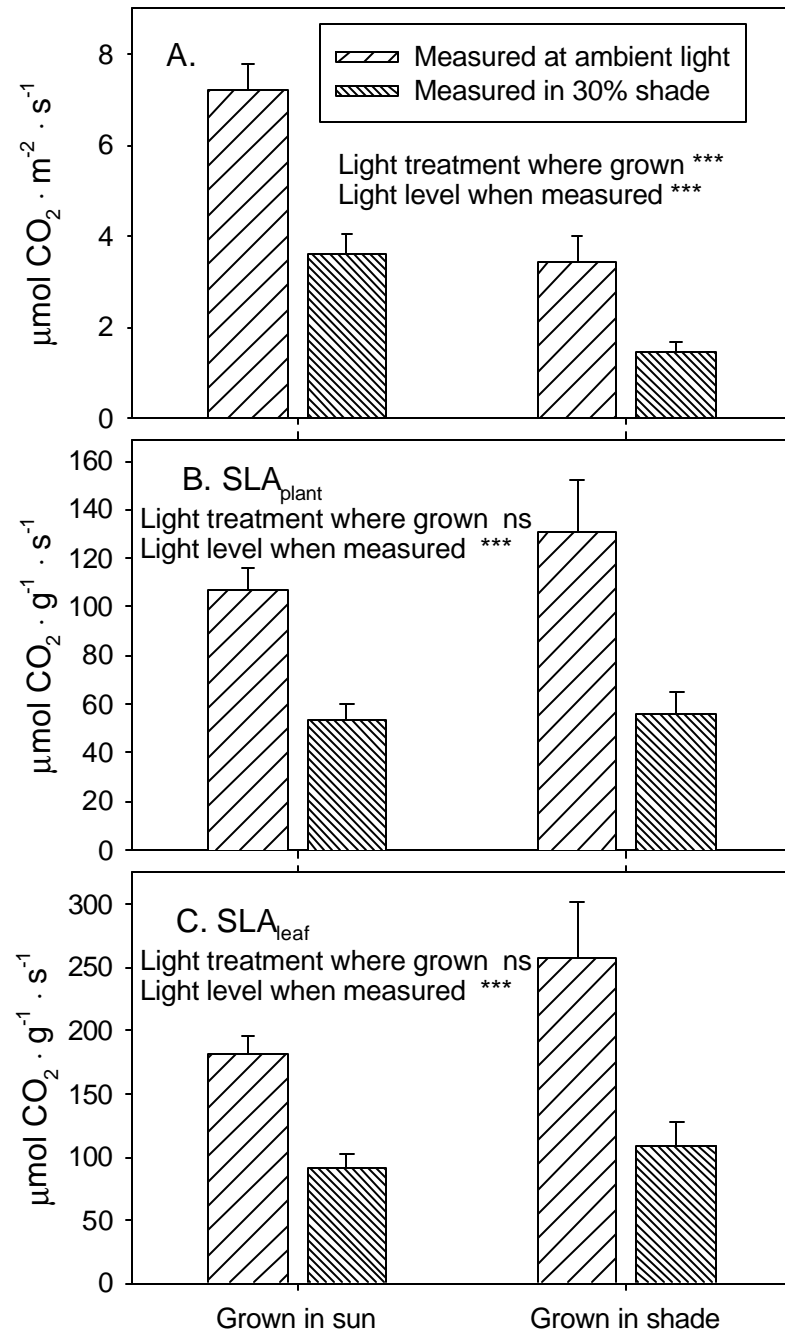 A.
Measured at ambient light
Measured in 30% shade
Light treatment where grown ***
Light level when measured ***
8
6
4
2
0
μmol CO₂ · m⁻² · s⁻¹
B. SLAplant
Light treatment where grown ns
Light level when measured ***
160
140
120
100
80
60
40
20
0
μmol CO₂ · g⁻¹ · s⁻¹
C. SLAleaf
Light treatment where grown ns
Light level when measured ***
300
250
200
150
100
50
0
μmol CO₂ · g⁻¹ · s⁻¹
Grown in sun
Grown in shade